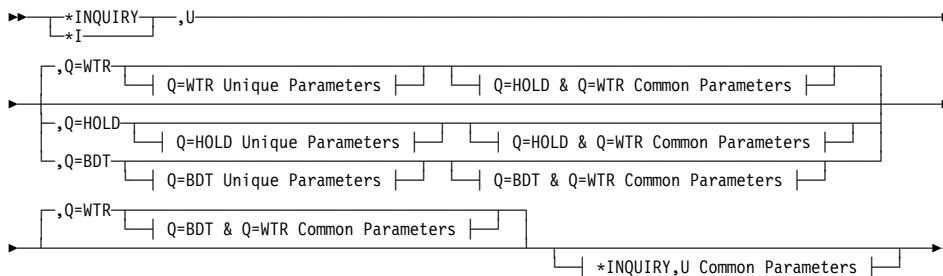 *INQUIRY ,U
*I
,Q=WTR
Q=WTR Unique Parameters Q=HOLD & Q=WTR Common Parameters
,Q=HOLD
Q=HOLD Unique Parameters Q=HOLD & Q=WTR Common Parameters
,Q=BDT
Q=BDT Unique Parameters Q=BDT & Q=WTR Common Parameters
,Q=WTR
Q=BDT & Q=WTR Common Parameters
*INQUIRY,U Common Parameters